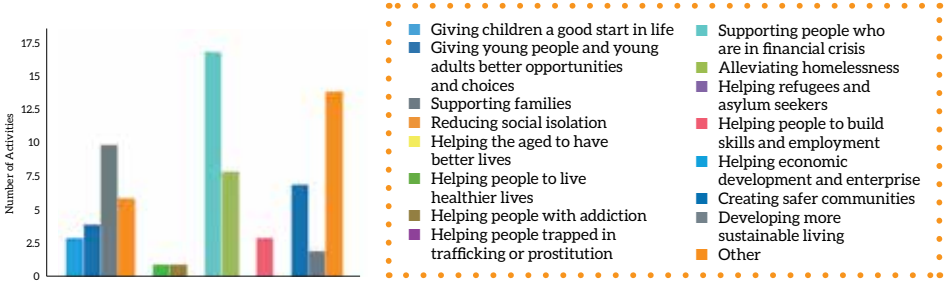 Number of Activities
17.5
15
12.5
10
7.5
5
2.5
0
Giving children a good start in life
Giving young people and young
adults better opportunities
and choices
Supporting families
Reducing social isolation
Helping the aged to have
better lives
Helping people to live
healthier lives
Helping people with addiction
Helping people trapped in
trafficking or prostitution
Supporting people who
are in financial crisis
Alleviating homelessness
Helping refugees and
asylum seekers
Helping people to build
skills and employment
Helping economic
development and enterprise
Creating safer communities
Developing more
sustainable living
Other